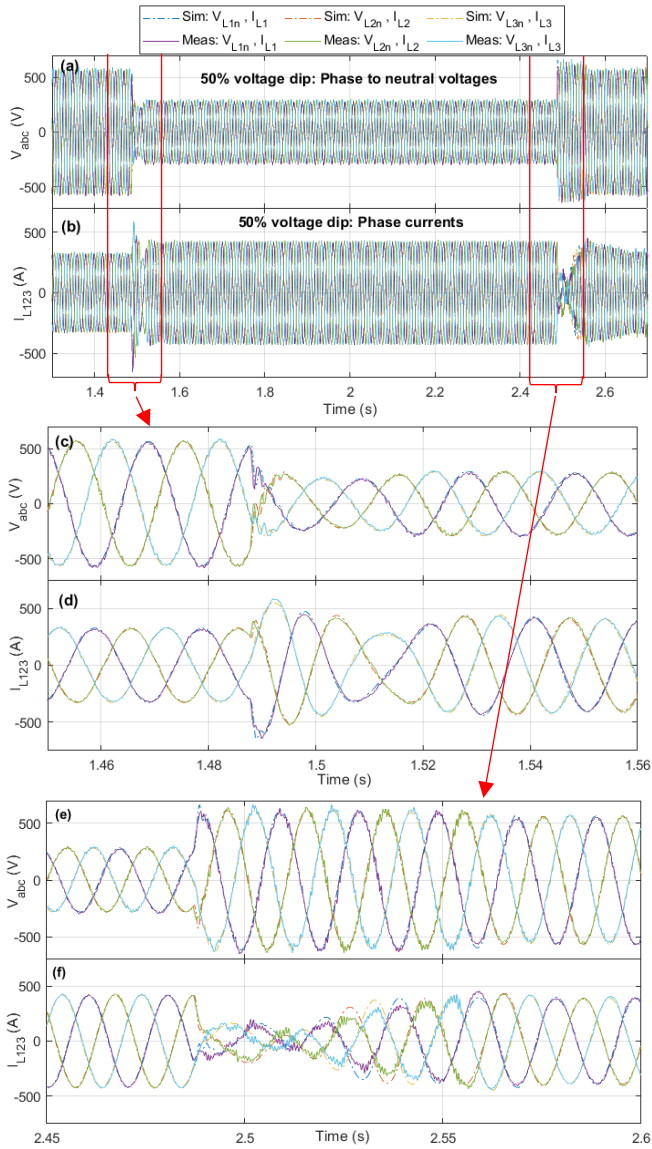 Sim: V_L1n , I_L1 Sim: V_L2n , I_L2 Sim: V_L3n , I_L3
Meas: V_L1n , I_L1 Meas: V_L2n , I_L2 Meas: V_L3n , I_L3
(a)
50% voltage dip: Phase to neutral voltages
V_abc (V)
500
0
-500
(b)
50% voltage dip: Phase currents
I_L123 (A)
500
0
-500
1.4 1.6 1.8 2 2.2 2.4 2.6
Time (s)
(c)
V_abc (V)
500
0
-500
(d)
I_L123 (A)
500
0
-500
1.46 1.48 1.5 1.52 1.54 1.56
Time (s)
(e)
V_abc (V)
500
0
-500
(f)
I_L123 (A)
500
0
-500
2.45 2.5 2.55 2.6
Time (s)